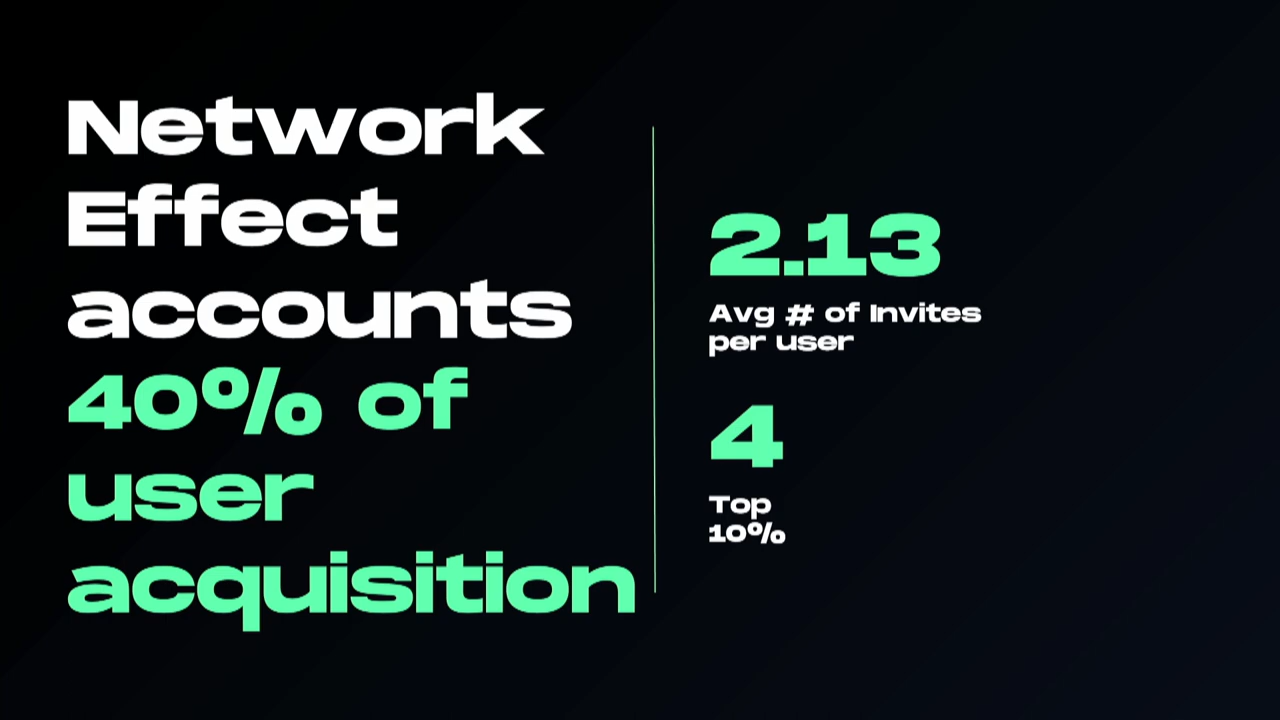 Network
Effect
accounts
40% of
user
acquisition
2.13
Avg # of Invites
per user
4
Top
10%